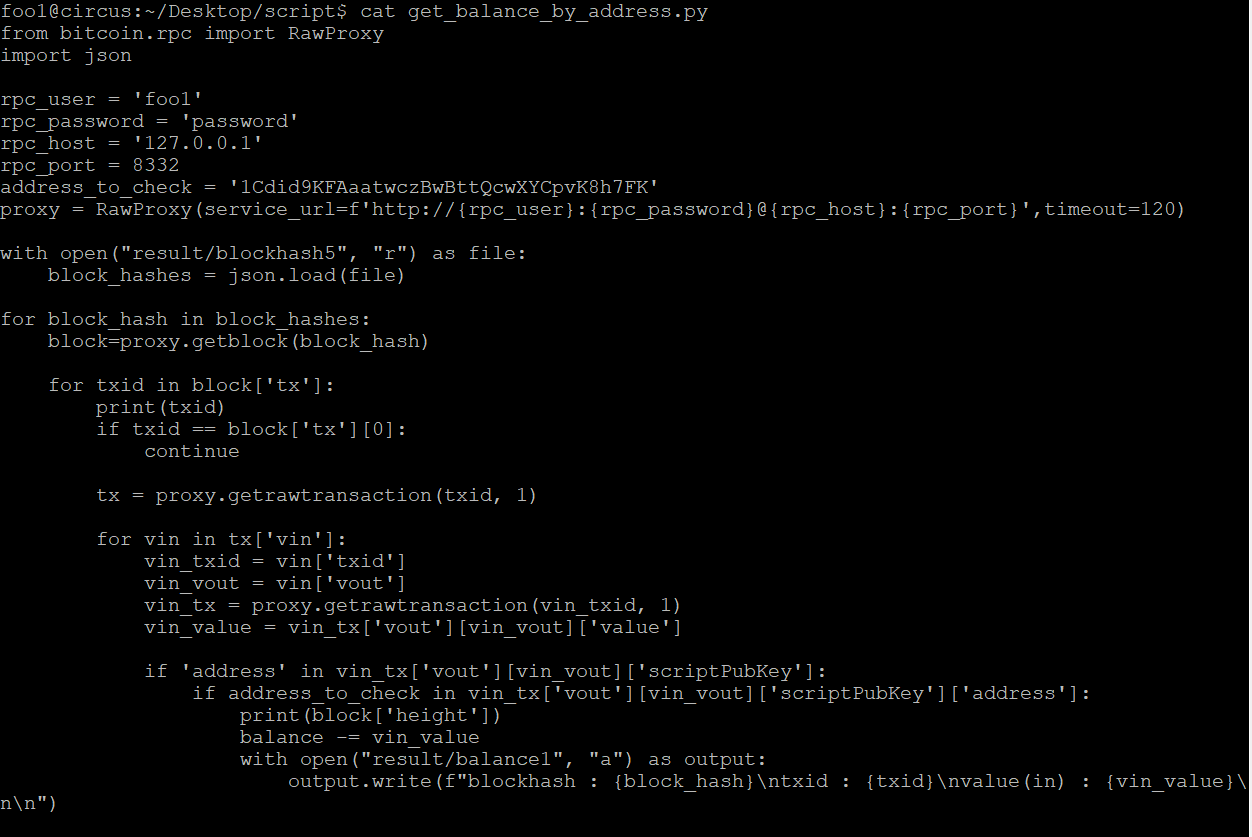 foo1@circus:~/Desktop/script$ cat get_balance_by_address.py
from bitcoin.rpc import RawProxy
import json

rpc_user = 'foo1'
rpc_password = 'password'
rpc_host = '127.0.0.1'
rpc_port = 8332
address_to_check = '1Cdid9KFAaatwczBwBttQcwXYCpvK8h7FK'
proxy = RawProxy(service_url=f'http://{rpc_user}:{rpc_password}@{rpc_host}:{rpc_port}',timeout=120)

with open("result/blockhash5", "r") as file:
    block_hashes = json.load(file)

for block_hash in block_hashes:
    block=proxy.getblock(block_hash)

    for txid in block['tx']:
        print(txid)
        if txid == block['tx'][0]:
            continue

        tx = proxy.getrawtransaction(txid, 1)

        for vin in tx['vin']:
            vin_txid = vin['txid']
            vin_vout = vin['vout']
            vin_tx = proxy.getrawtransaction(vin_txid, 1)
            vin_value = vin_tx['vout'][vin_vout]['value']

            if 'address' in vin_tx['vout'][vin_vout]['scriptPubKey']:
                if address_to_check in vin_tx['vout'][vin_vout]['scriptPubKey']['address']:
                    print(block['height'])
                    balance -= vin_value
                    with open("result/balance1", "a") as output:
                        output.write(f"blockhash : {block_hash}\ntxid : {txid}\nvalue(in) : {vin_value}\
n\n")